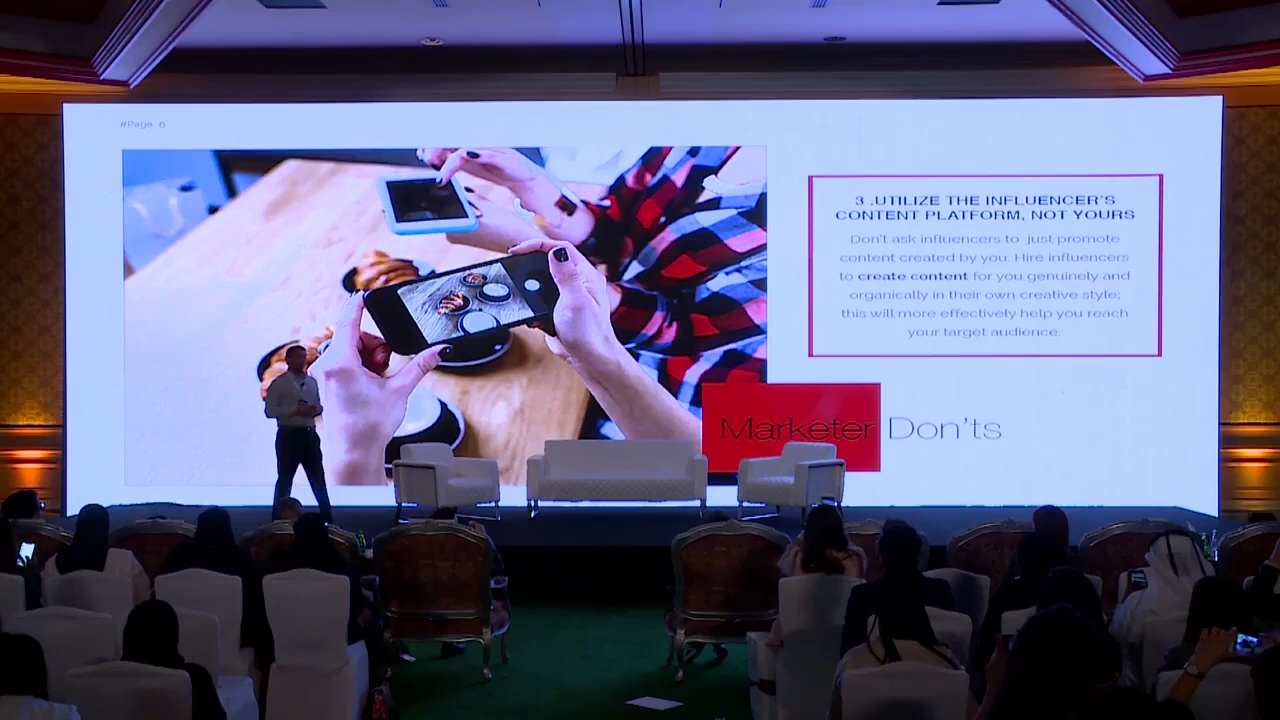 #Page 6
3 .UTILIZE THE INFLUENCER'S
CONTENT PLATFORM, NOT YOURS
Don't ask influencers to just promote
content created by you. Hire influencers
to create content for you genuinely and
organically in their own creative style;
this will more effectively help you reach
your target audience.
Marketer Don'ts